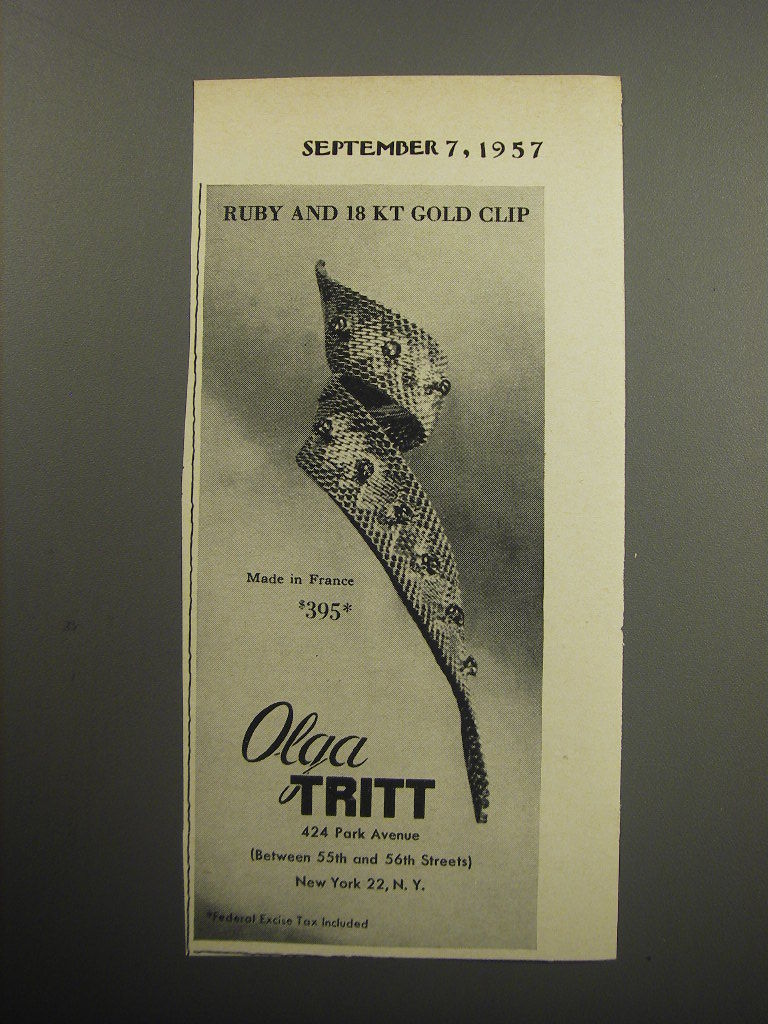 SEPTEMBER 7, 1957
RUBY AND 18 KT GOLD CLIP
Made in France
$395*
Olga
TRITT
424 Park Avenue
(Between 55th and 56th Streets)
New York 22, N. Y.
*Federal Excise Tax Included